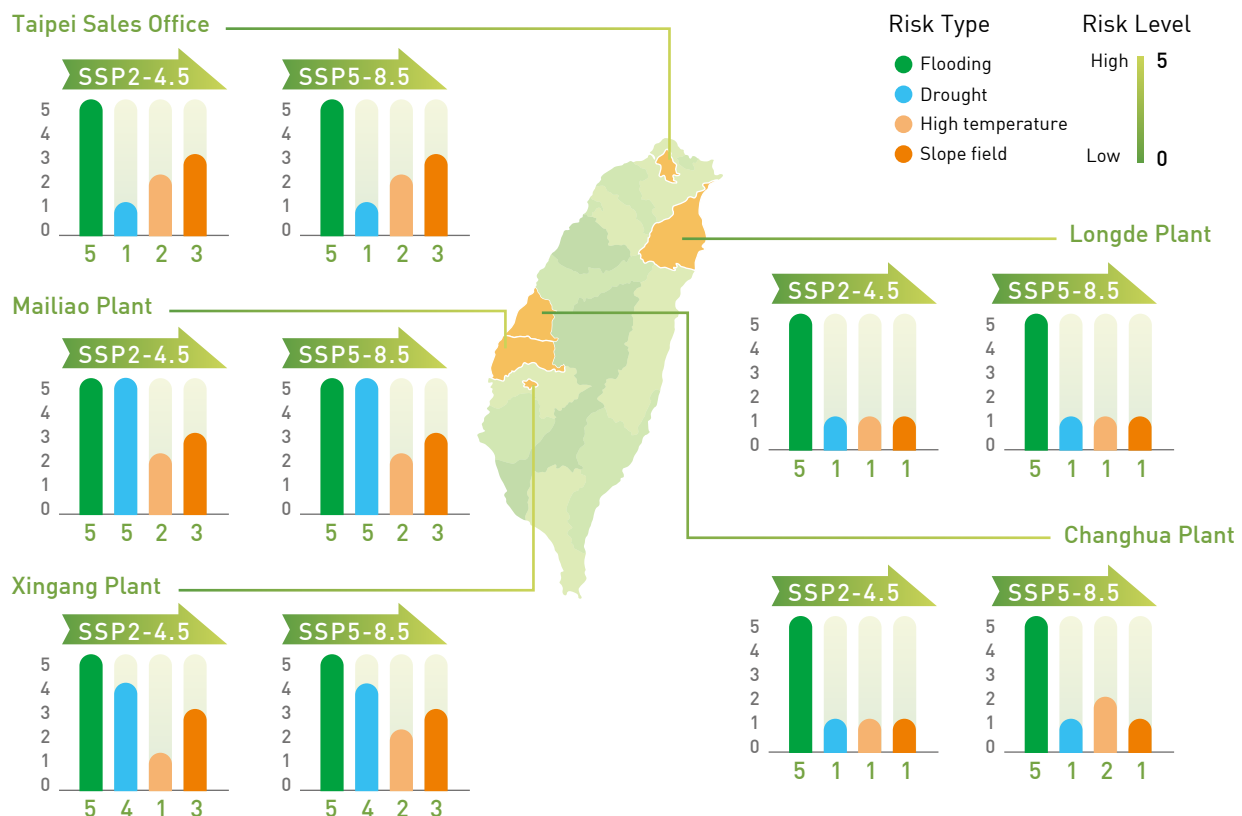 Taipei Sales Office
SSP2-4.5
5
4
3
2
1
0
5 1 2 3
SSP5-8.5
5
4
3
2
1
0
5 1 2 3
Risk Type
Flooding
Drought
High temperature
Slope field
Risk Level
High 5
Low 0
Mailiao Plant
SSP2-4.5
5
4
3
2
1
0
5 5 2 3
SSP5-8.5
5
4
3
2
1
0
5 5 2 3
Longde Plant
SSP2-4.5
5
4
3
2
1
0
5 1 1 1
SSP5-8.5
5
4
3
2
1
0
5 1 1 1
Xingang Plant
SSP2-4.5
5
4
3
2
1
0
5 4 1 3
SSP5-8.5
5
4
3
2
1
0
5 4 2 3
Changhua Plant
SSP2-4.5
5
4
3
2
1
0
5 1 1 1
SSP5-8.5
5
4
3
2
1
0
5 1 2 1